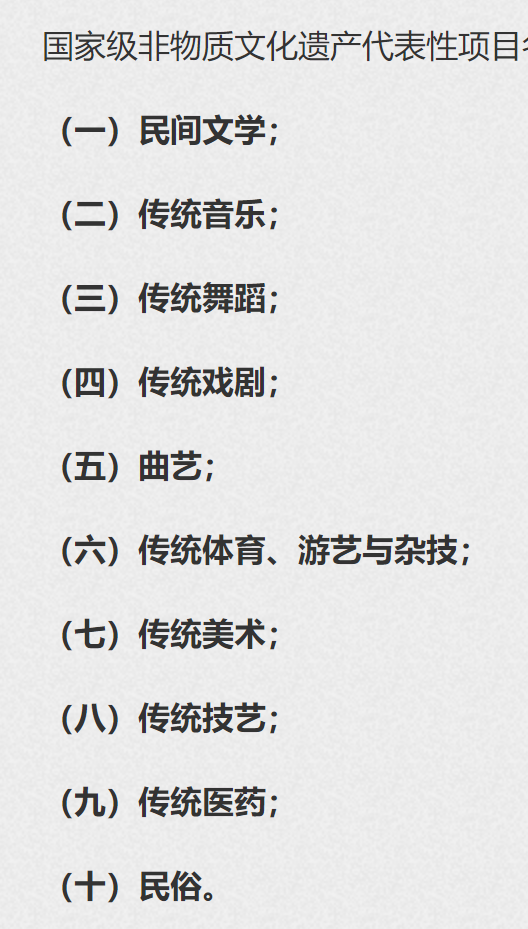 国家级非物质文化遗产代表性项目
（一）民间文学；
（二）传统音乐；
（三）传统舞蹈；
（四）传统戏剧；
（五）曲艺；
（六）传统体育、游艺与杂技；
（七）传统美术；
（八）传统技艺；
（九）传统医药；
（十）民俗。